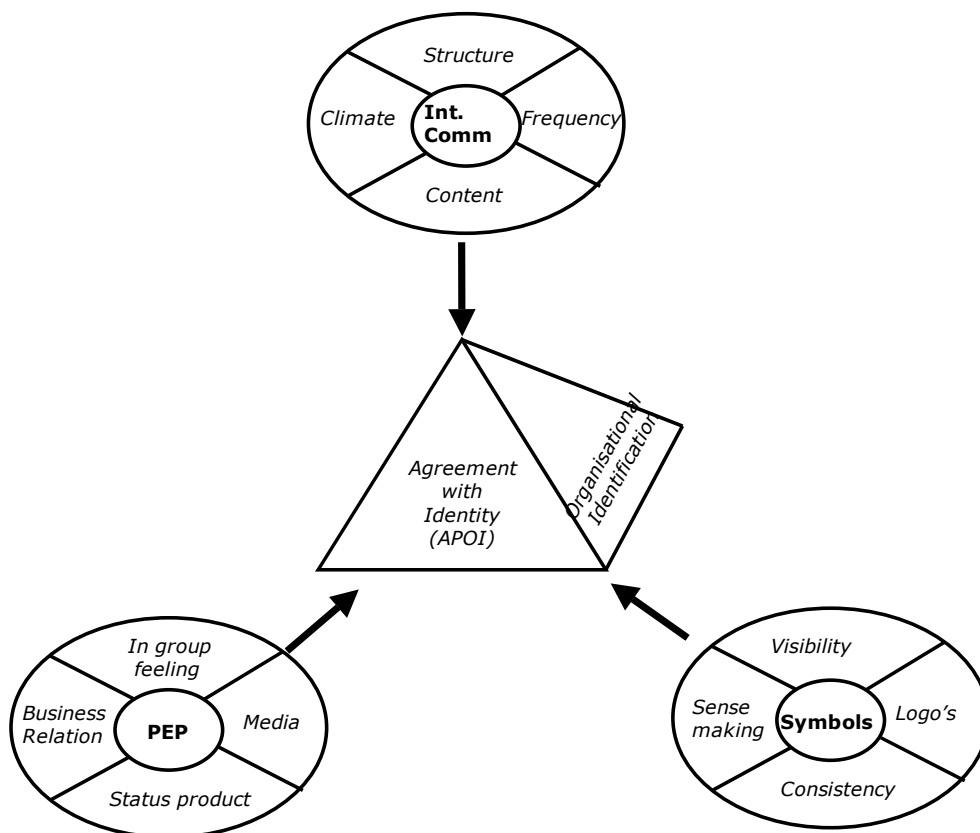 Structure
Climate
Int.
Comm
Frequency
Content
Agreement
with
Identity
(APOI)
Organisational
Identification
In group
feeling
Business
Relation
PEP
Media
Status product
Visibility
Sense
making
Symbols
Logo's
Consistency